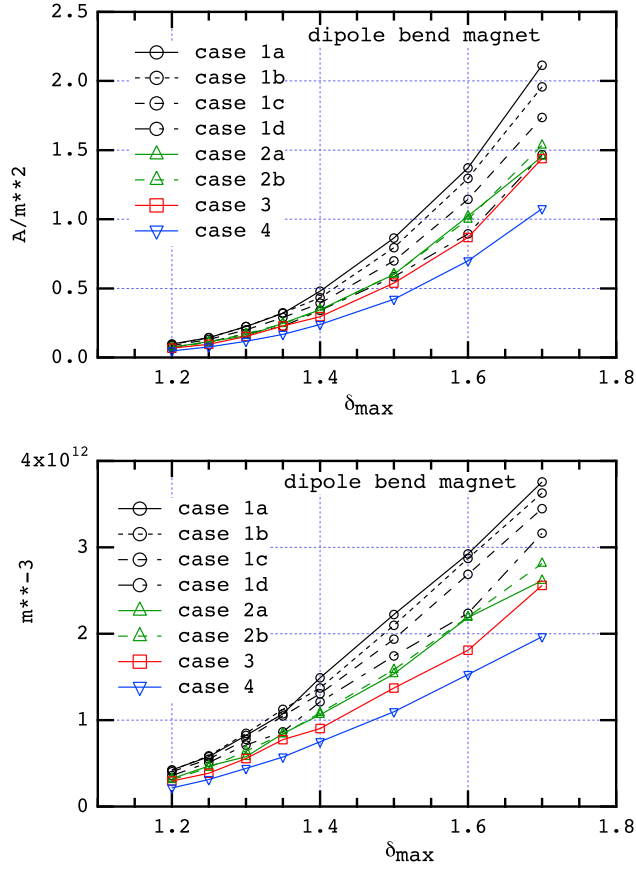 dipole bend magnet
2.5
2.0
1.5
1.0
0.5
0.0
A/m**2
case 1a
case 1b
case 1c
case 1d
case 2a
case 2b
case 3
case 4
1.2
1.4
1.6
1.8
δmax
dipole bend magnet
4x10^12
3
2
1
0
m**-3
case 1a
case 1b
case 1c
case 1d
case 2a
case 2b
case 3
case 4
1.2
1.4
1.6
1.8
δmax